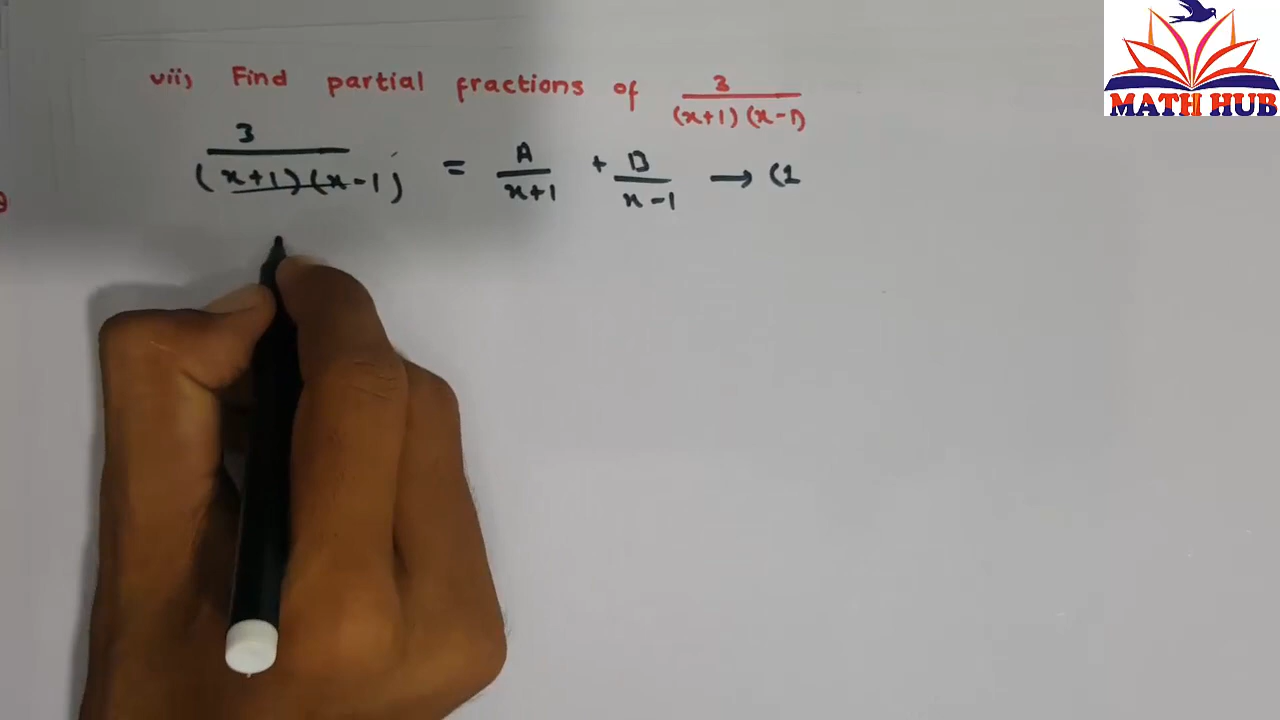 vii, Find partial fractions of 3/(x+1)(x-1)
3/(x+1)(x-1) = A/x+1 + B/x-1 → (1
MATH HUB